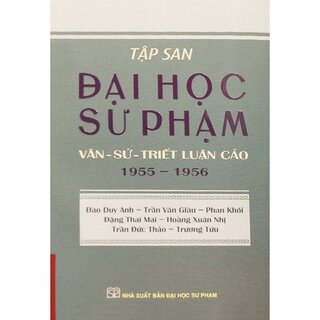 TẬP SAN
ĐẠI HỌC
SƯ PHẠM
VĂN - SỬ - TRIẾT LUẬN CẢO
1955 - 1956
Đào Duy Anh - Trần Văn Giàu - Phan Khôi
Đặng Thai Mai - Hoàng Xuân Nhị
Trần Đức Thảo - Trương Tửu
NHÀ XUẤT BẢN ĐẠI HỌC SƯ PHẠM